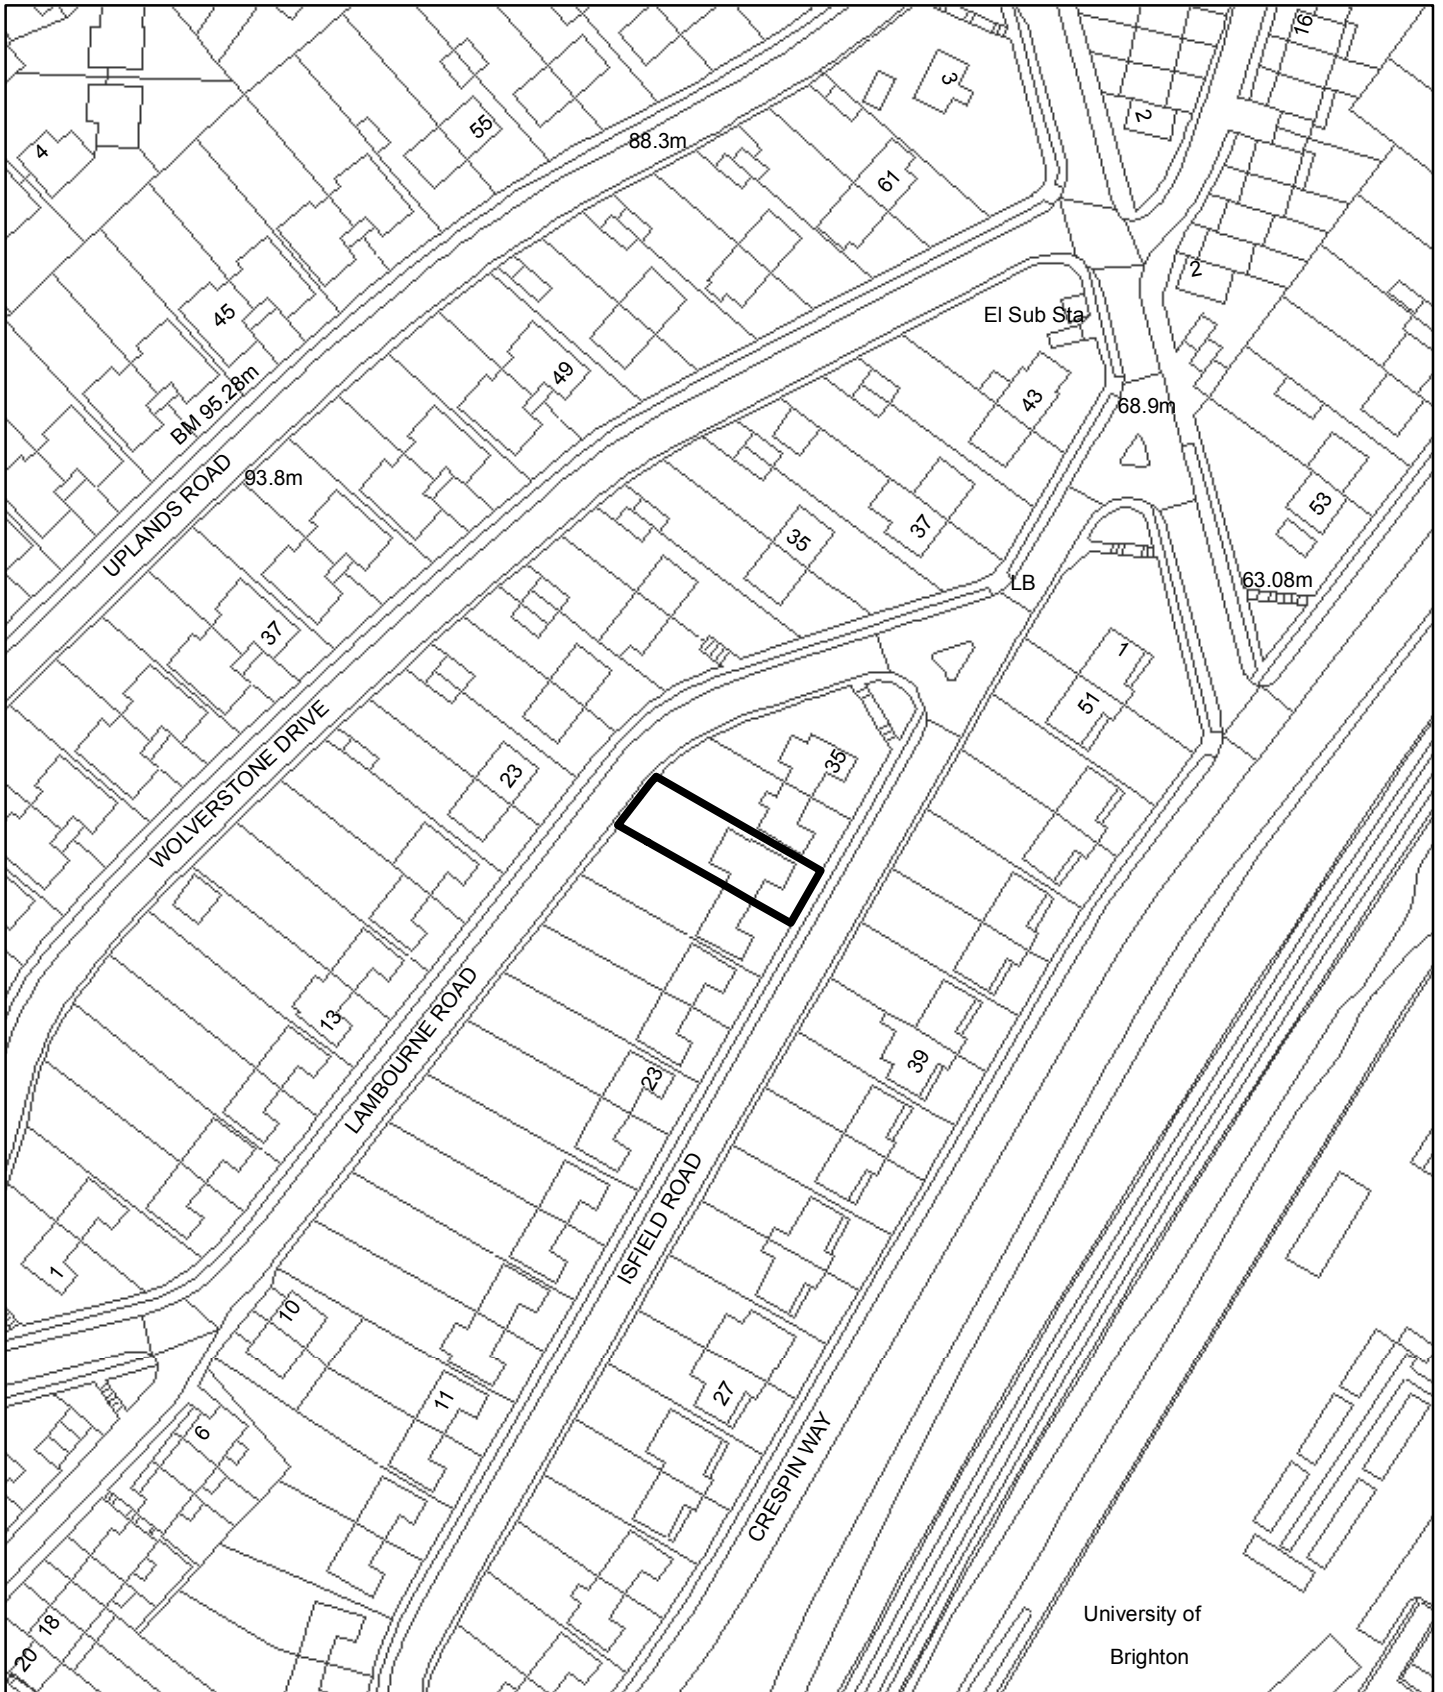 16
3
2
55
88.3m
4
61
2
45
El Sub Sta
BM 95.28m
49
43
68.9m
UPLANDS ROAD
93.8m
53
35
37
LB
63.08m
37
1
51
WOLVERSTONE DRIVE
23
35
13
LAMBOURNE ROAD
39
23
ISFIELD ROAD
1
10
27
11
6
CRESPIN WAY
18
20
University of
Brighton